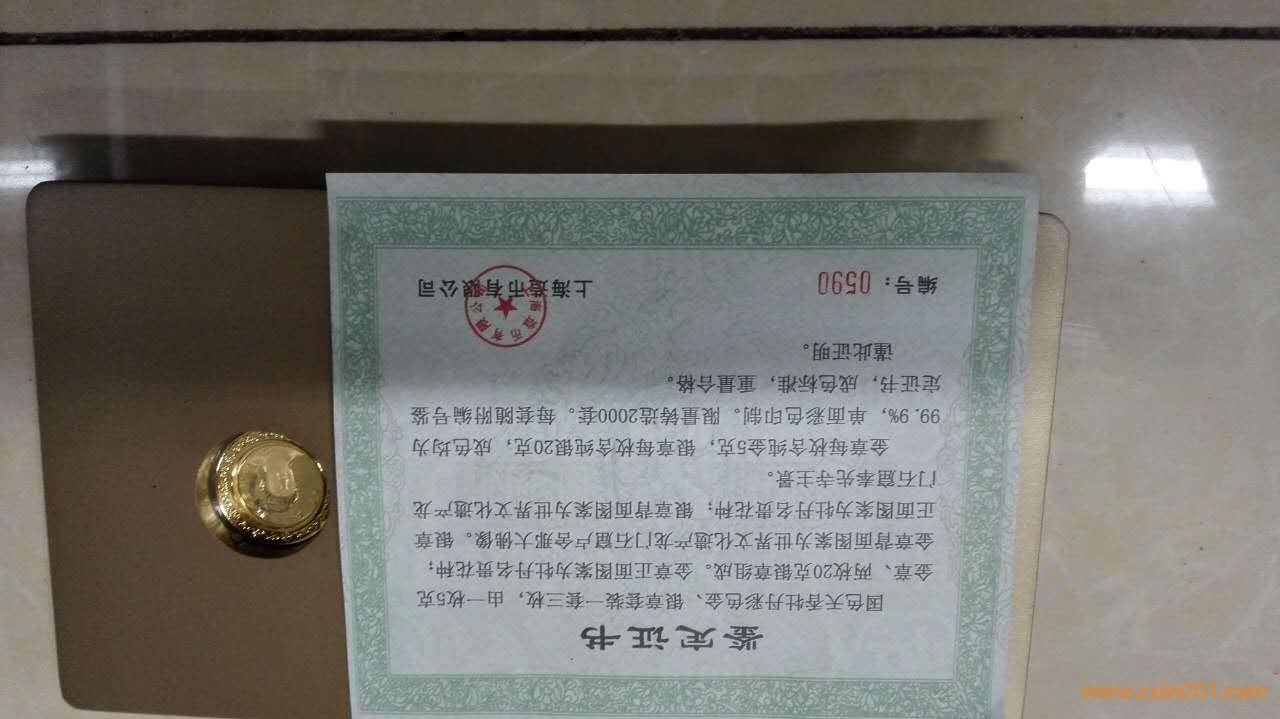 鉴定证书
国色天香牡丹彩色金、银章套装一套三枚，由一枚5克
金章、两枚20克银章组成。金章正面图案为牡丹名贵花种；
金章背面图案为世界文化遗产龙门石窟卢舍那大佛像。银章
正面图案为牡丹名贵花种；银章背面图案为世界文化遗产龙
门石窟奉先寺主景。
金章每枚含纯金5克，银章每枚含纯银20克，成色均为
99.9%，单面彩色印制。限量铸造2000套。每套随附编号鉴
定证书，成色标准，重量合格。
谨此证明。
编号：0590
上海造币有限公司
www.coin001.com